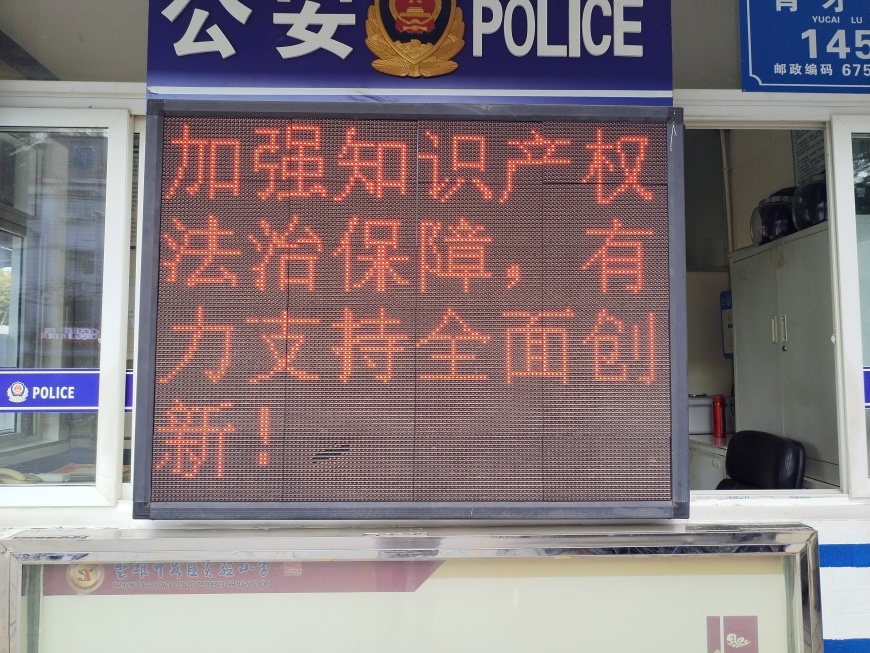 公安 POLICE
YUCAI LU
145
邮政编码 675
加强知识产权
法治保障，有
力支持全面创
新！
POLICE